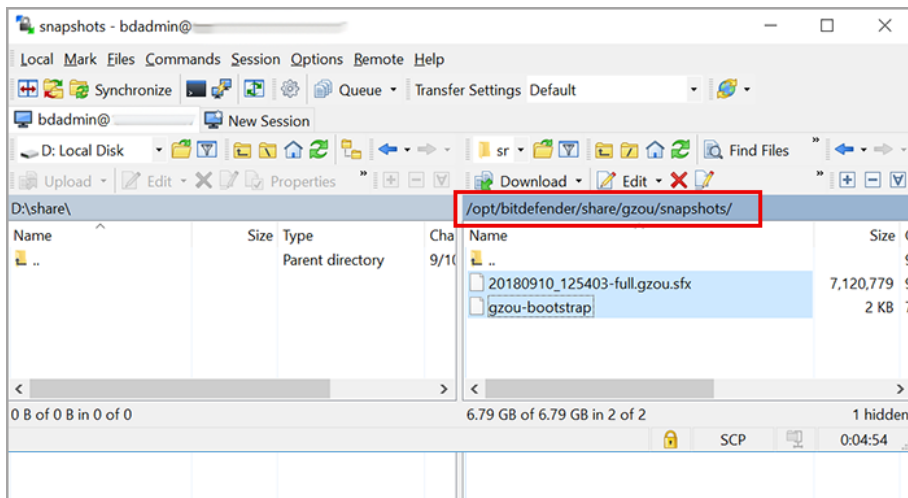 snapshots - bdadmin@
Local Mark Files Commands Session Options Remote Help
Synchronize Queue Transfer Settings Default
bdadmin@ New Session
D: Local Disk sr Find Files »
Upload Edit Properties » Download Edit »
D:\share\ /opt/bitdefender/share/gzou/snapshots/
Name Size Type Cha Name Size
.. Parent directory 9/10 ..
20180910_125403-full.gzou.sfx 7,120,779
gzou-bootstrap 2 KB
0 B of 0 B in 0 of 0 6.79 GB of 6.79 GB in 2 of 2 1 hidden
SCP 0:04:54